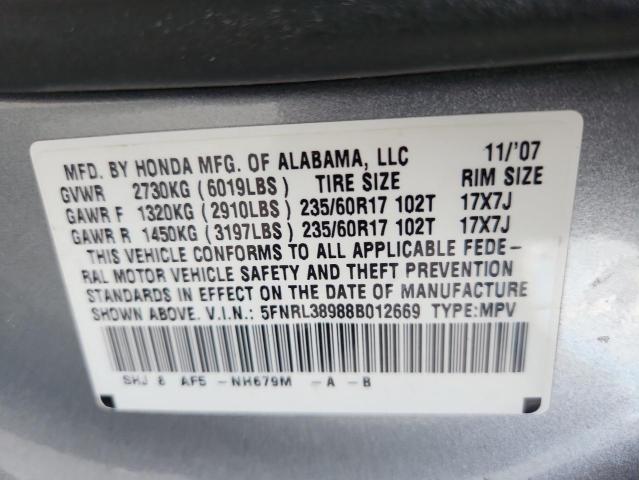 MFD. BY HONDA MFG. OF ALABAMA, LLC 11/'07
GVWR 2730KG (6019LBS) TIRE SIZE RIM SIZE
GAWR F 1320KG (2910LBS) 235/60R17 102T 17X7J
GAWR R 1450KG (3197LBS) 235/60R17 102T 17X7J
THIS VEHICLE CONFORMS TO ALL APPLICABLE FEDE-
RAL MOTOR VEHICLE SAFETY AND THEFT PREVENTION
STANDARDS IN EFFECT ON THE DATE OF MANUFACTURE
SHOWN ABOVE. V.I.N.: 5FNRL38988B012669 TYPE:MPV
SHJ 8 AF5 -NH679M -A -B